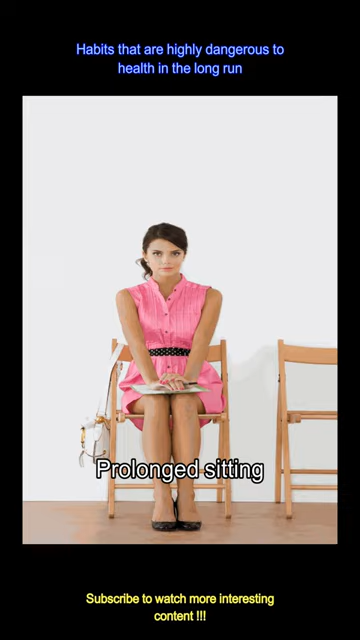 Habits that are highly dangerous to
health in the long run
Prolonged sitting
Subscribe to watch more interesting
content !!!